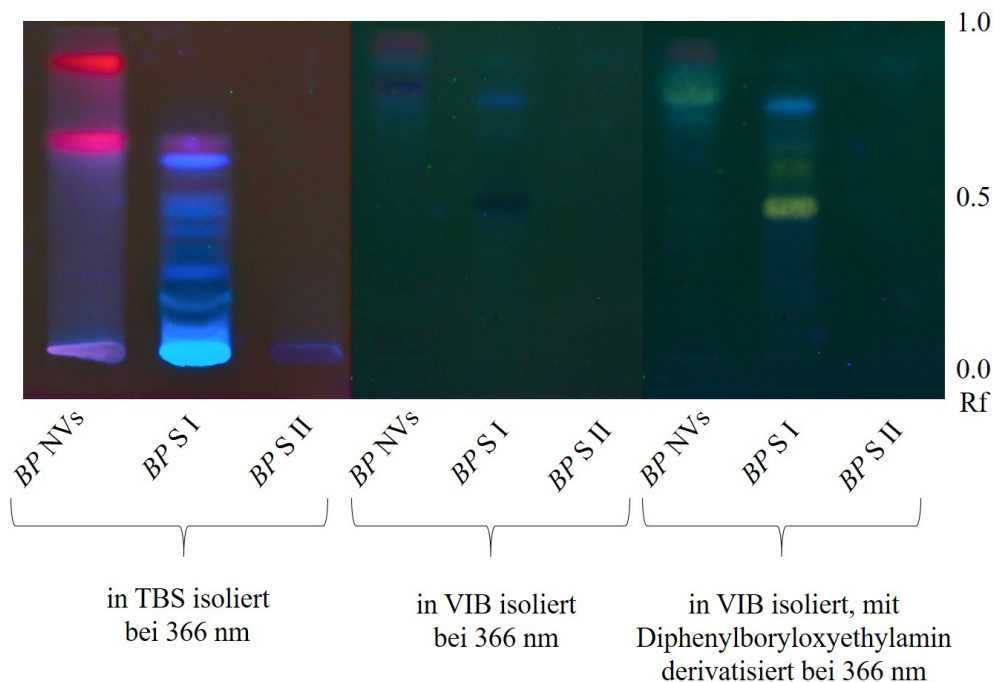 1.0
0.5
0.0
Rf
BP NVs
BP S I
BP S II
BP NVs
BP S I
BP S II
BP NVs
BP S I
BP S II
in TBS isoliert
bei 366 nm
in VIB isoliert
bei 366 nm
in VIB isoliert, mit
Diphenylboryloxyethylamin
derivatisiert bei 366 nm